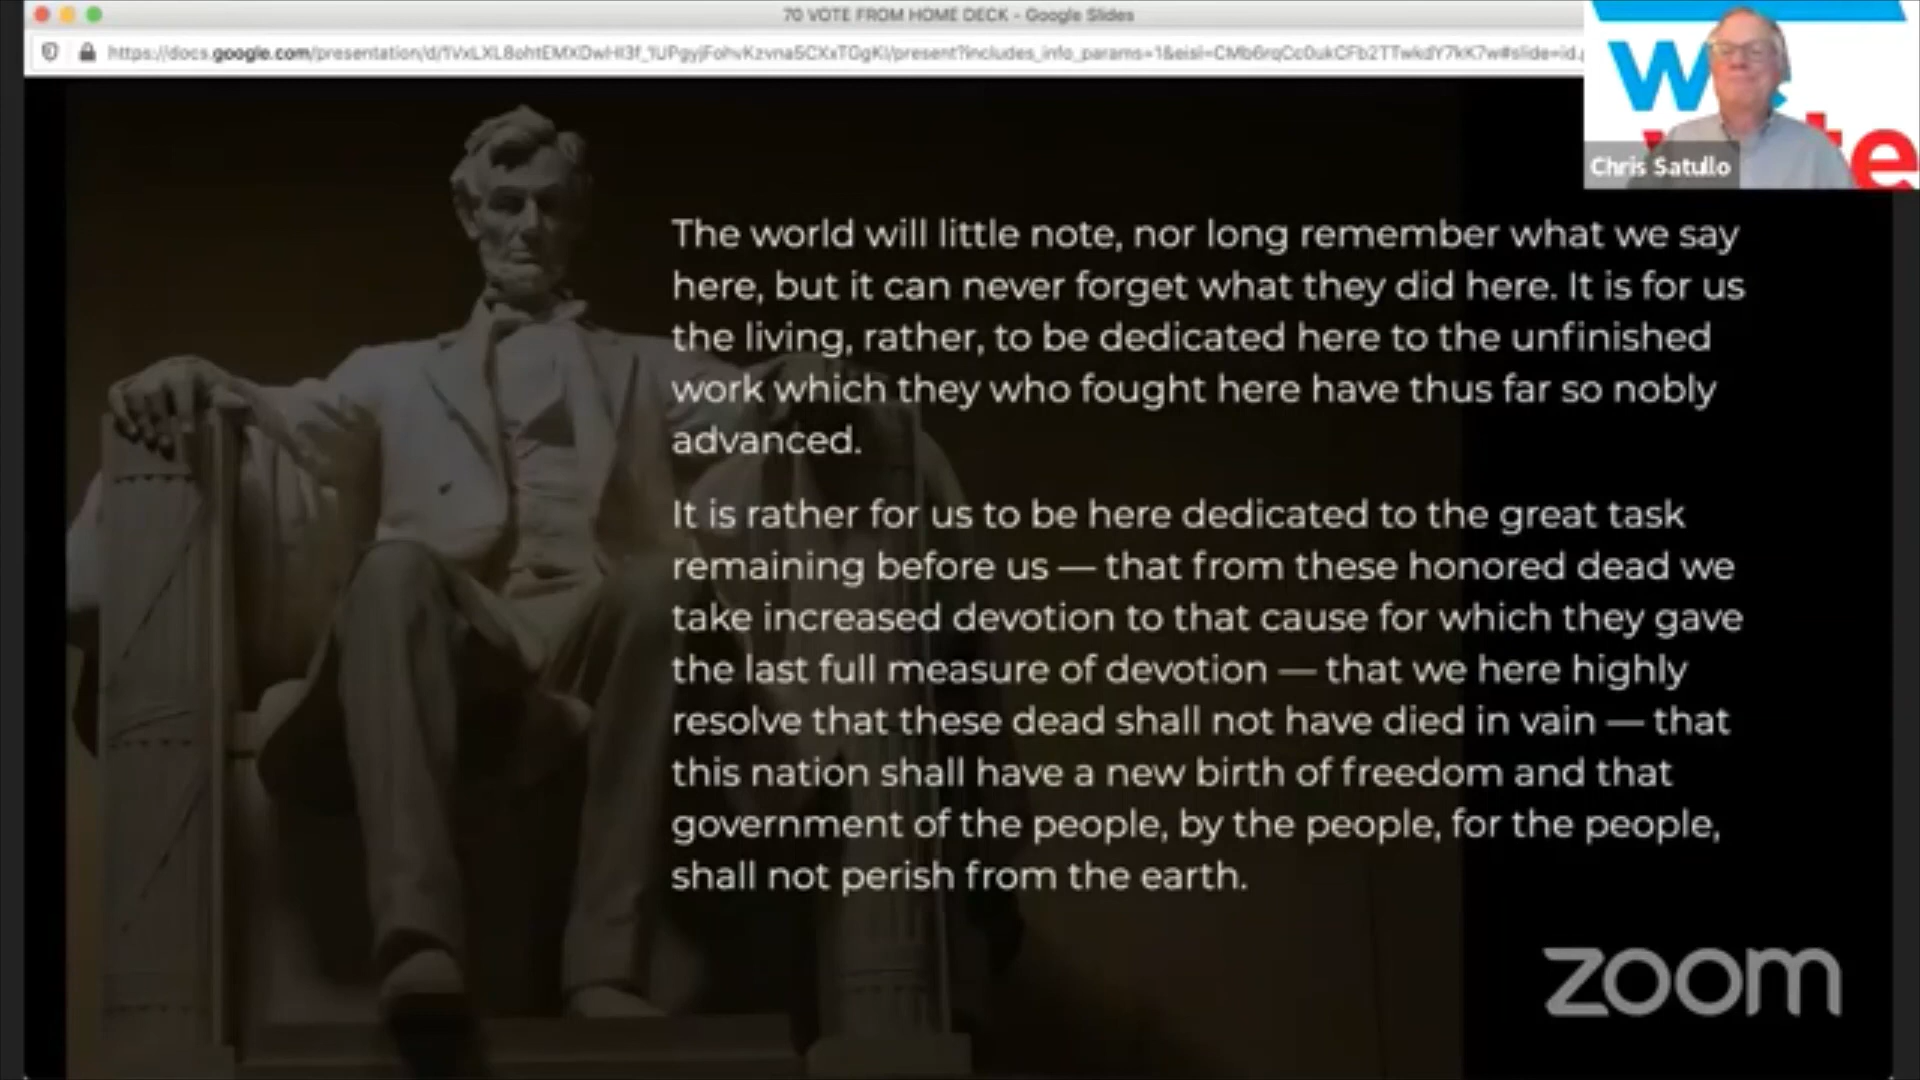 70 VOTE FROM HOME DECK - Google Slides
we
vote
Chris Satullo
The world will little note, nor long remember what we say
here, but it can never forget what they did here. It is for us
the living, rather, to be dedicated here to the unfinished
work which they who fought here have thus far so nobly
advanced.
It is rather for us to be here dedicated to the great task
remaining before us — that from these honored dead we
take increased devotion to that cause for which they gave
the last full measure of devotion — that we here highly
resolve that these dead shall not have died in vain — that
this nation shall have a new birth of freedom and that
government of the people, by the people, for the people,
shall not perish from the earth.
zoom